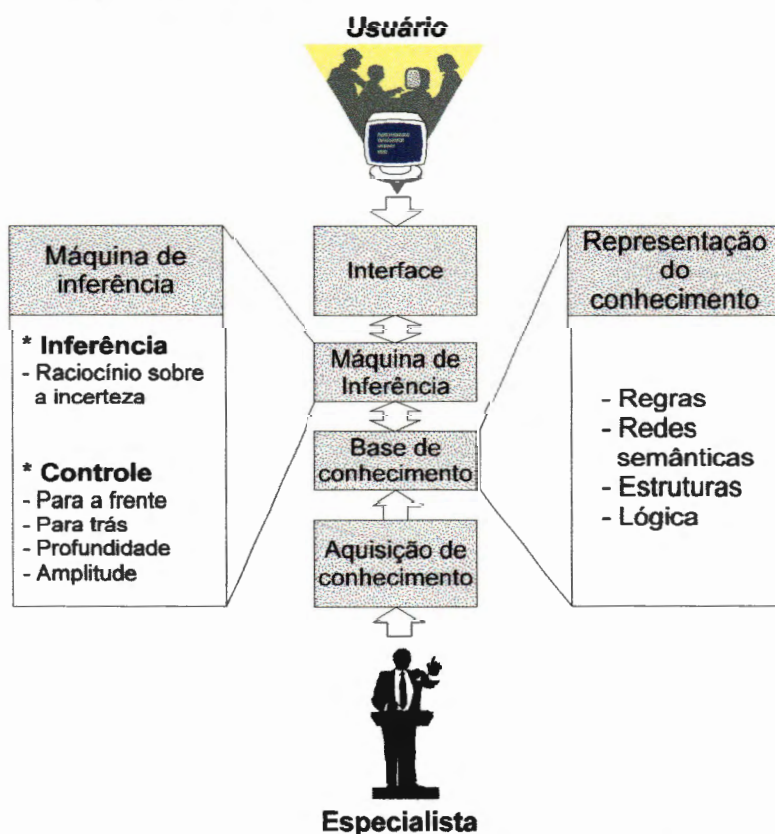 Usuário
Interface
Máquina de
Inferência
Base de
conhecimento
Aquisição de
conhecimento
Especialista
Máquina de
inferência
* Inferência
- Raciocínio sobre
a incerteza
* Controle
- Para a frente
- Para trás
- Profundidade
- Amplitude
Representação
do
conhecimento
- Regras
- Redes
semânticas
- Estruturas
- Lógica